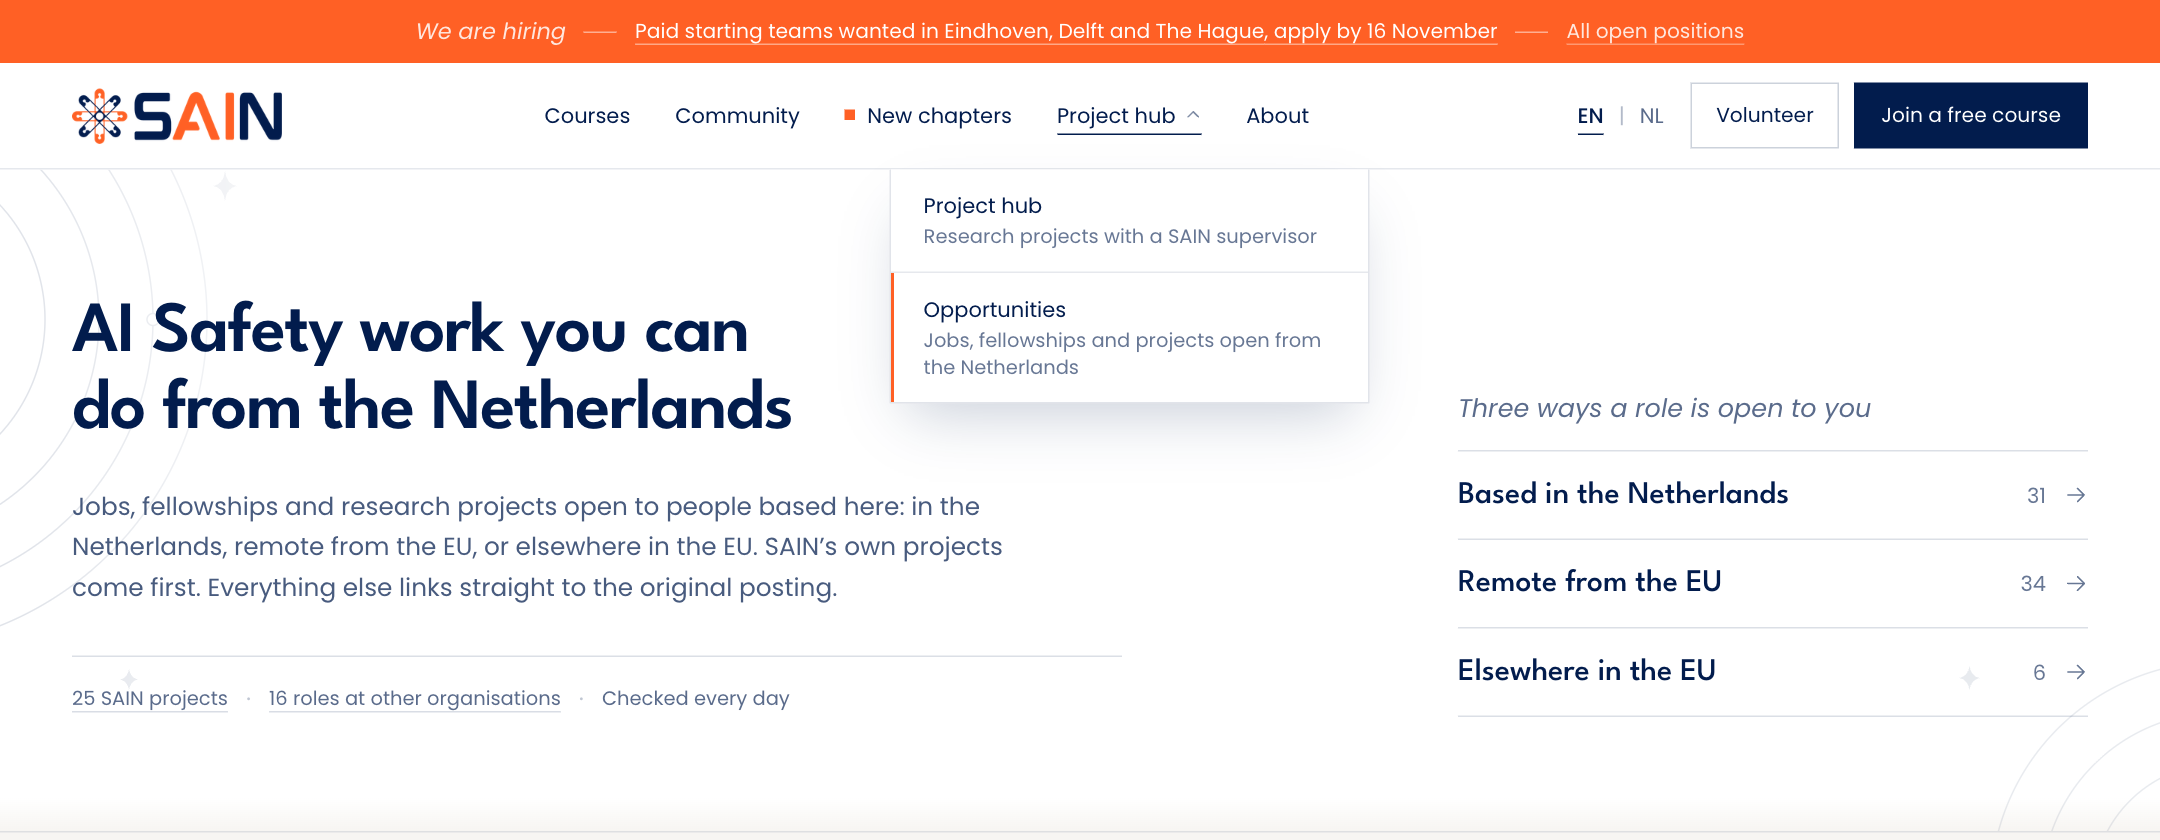 We are hiring — Paid starting teams wanted in Eindhoven, Delft and The Hague, apply by 16 November — All open positions
SAIN
Courses Community New chapters Project hub About EN | NL Volunteer Join a free course
Project hub
Research projects with a SAIN supervisor
Opportunities
Jobs, fellowships and projects open from
the Netherlands
AI Safety work you can
do from the Netherlands
Jobs, fellowships and research projects open to people based here: in the
Netherlands, remote from the EU, or elsewhere in the EU. SAIN’s own projects
come first. Everything else links straight to the original posting.
25 SAIN projects · 16 roles at other organisations · Checked every day
Three ways a role is open to you
Based in the Netherlands 31 →
Remote from the EU 34 →
Elsewhere in the EU 6 →